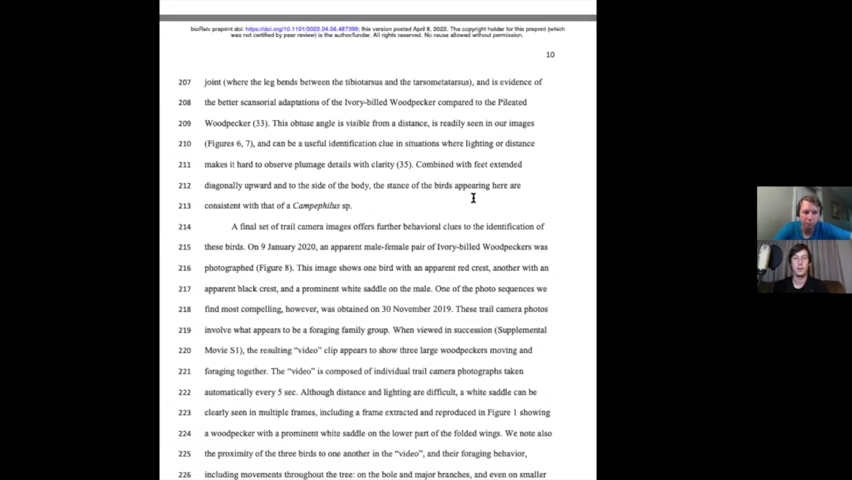 bioRxiv preprint doi: https://doi.org/10.1101/2022.04.06.487399; this version posted April 8, 2022. The copyright holder for this preprint (which
was not certified by peer review) is the author/funder. All rights reserved. No reuse allowed without permission.
10
207 joint (where the leg bends between the tibiotarsus and the tarsometatarsus), and is evidence of
208 the better scansorial adaptations of the Ivory-billed Woodpecker compared to the Pileated
209 Woodpecker (33). This obtuse angle is visible from a distance, is readily seen in our images
210 (Figures 6, 7), and can be a useful identification clue in situations where lighting or distance
211 makes it hard to observe plumage details with clarity (35). Combined with feet extended
212 diagonally upward and to the side of the body, the stance of the birds appearing here are
213 consistent with that of a Campephilus sp.
214 A final set of trail camera images offers further behavioral clues to the identification of
215 these birds. On 9 January 2020, an apparent male-female pair of Ivory-billed Woodpeckers was
216 photographed (Figure 8). This image shows one bird with an apparent red crest, another with an
217 apparent black crest, and a prominent white saddle on the male. One of the photo sequences we
218 find most compelling, however, was obtained on 30 November 2019. These trail camera photos
219 involve what appears to be a foraging family group. When viewed in succession (Supplemental
220 Movie S1), the resulting “video” clip appears to show three large woodpeckers moving and
221 foraging together. The “video” is composed of individual trail camera photographs taken
222 automatically every 5 sec. Although distance and lighting are difficult, a white saddle can be
223 clearly seen in multiple frames, including a frame extracted and reproduced in Figure 1 showing
224 a woodpecker with a prominent white saddle on the lower part of the folded wings. We note also
225 the proximity of the three birds to one another in the “video”, and their foraging behavior,
226 including movements throughout the tree: on the bole and major branches, and even on smaller